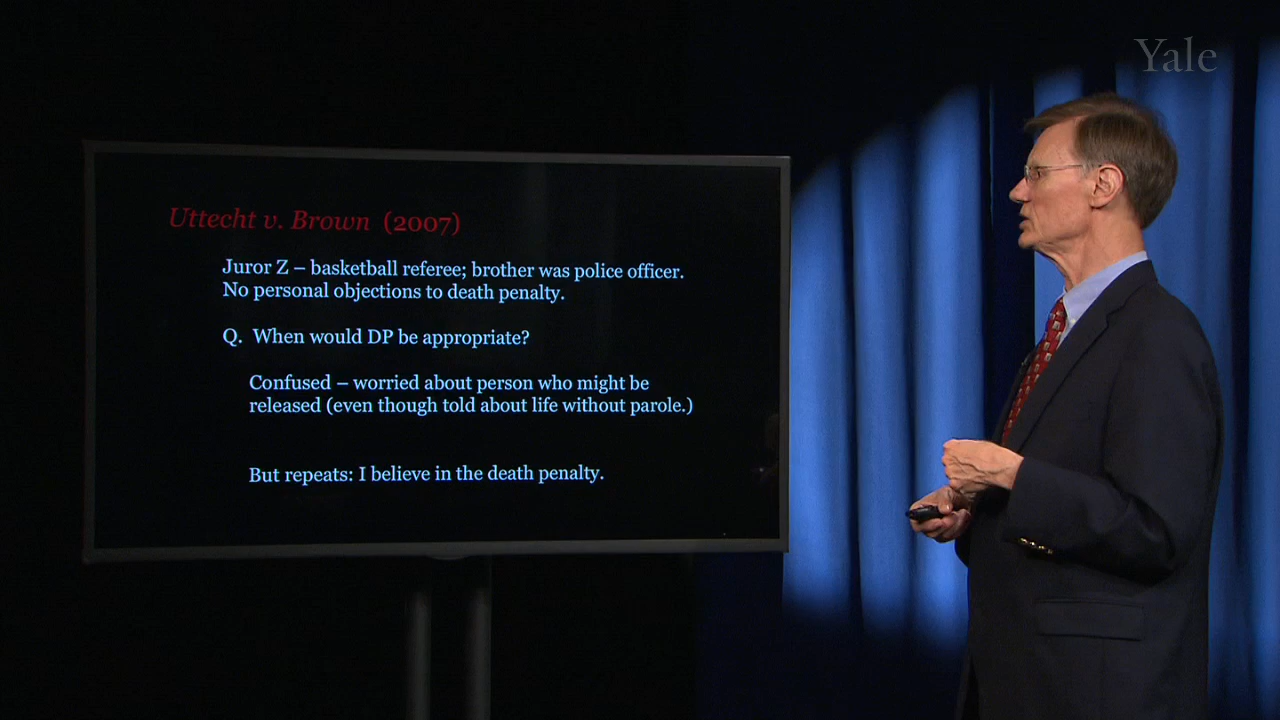 Yale
Uttecht v. Brown (2007)
Juror Z – basketball referee; brother was police officer.
No personal objections to death penalty.
Q. When would DP be appropriate?
Confused – worried about person who might be
released (even though told about life without parole.)
But repeats: I believe in the death penalty.